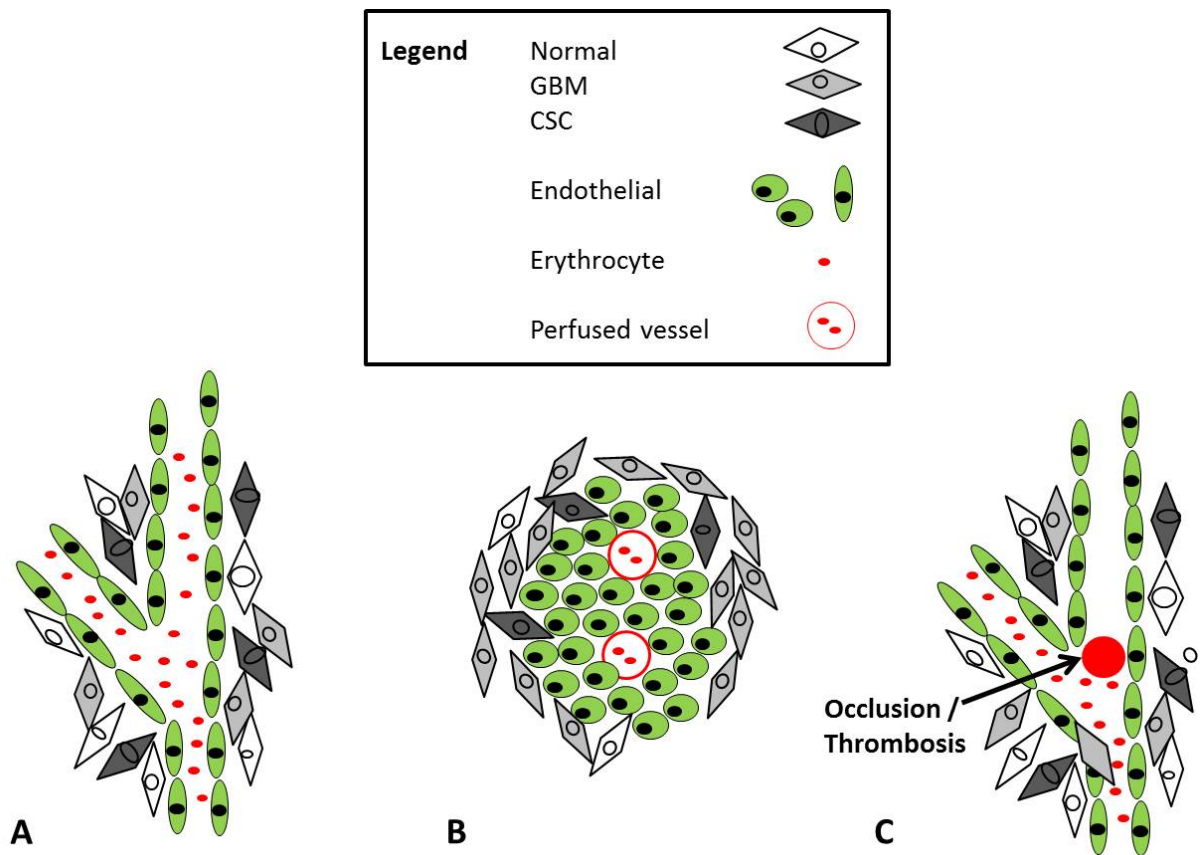 Legend Normal
GBM
CSC
Endothelial
Erythrocyte
Perfused vessel
Occlusion /
Thrombosis
A
B
C